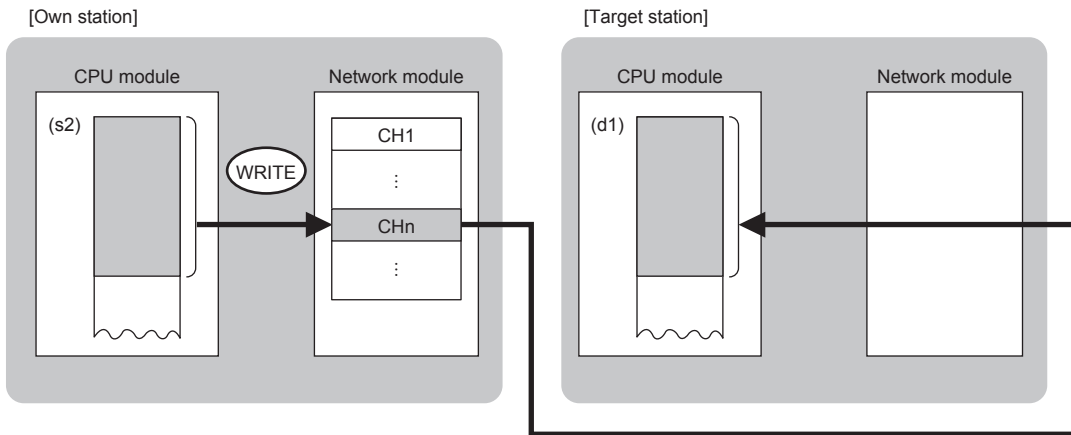 [Own station]
[Target station]
CPU module
Network module
CPU module
Network module
(s2)
CH1
(d1)
WRITE
⋮
CHn
⋮